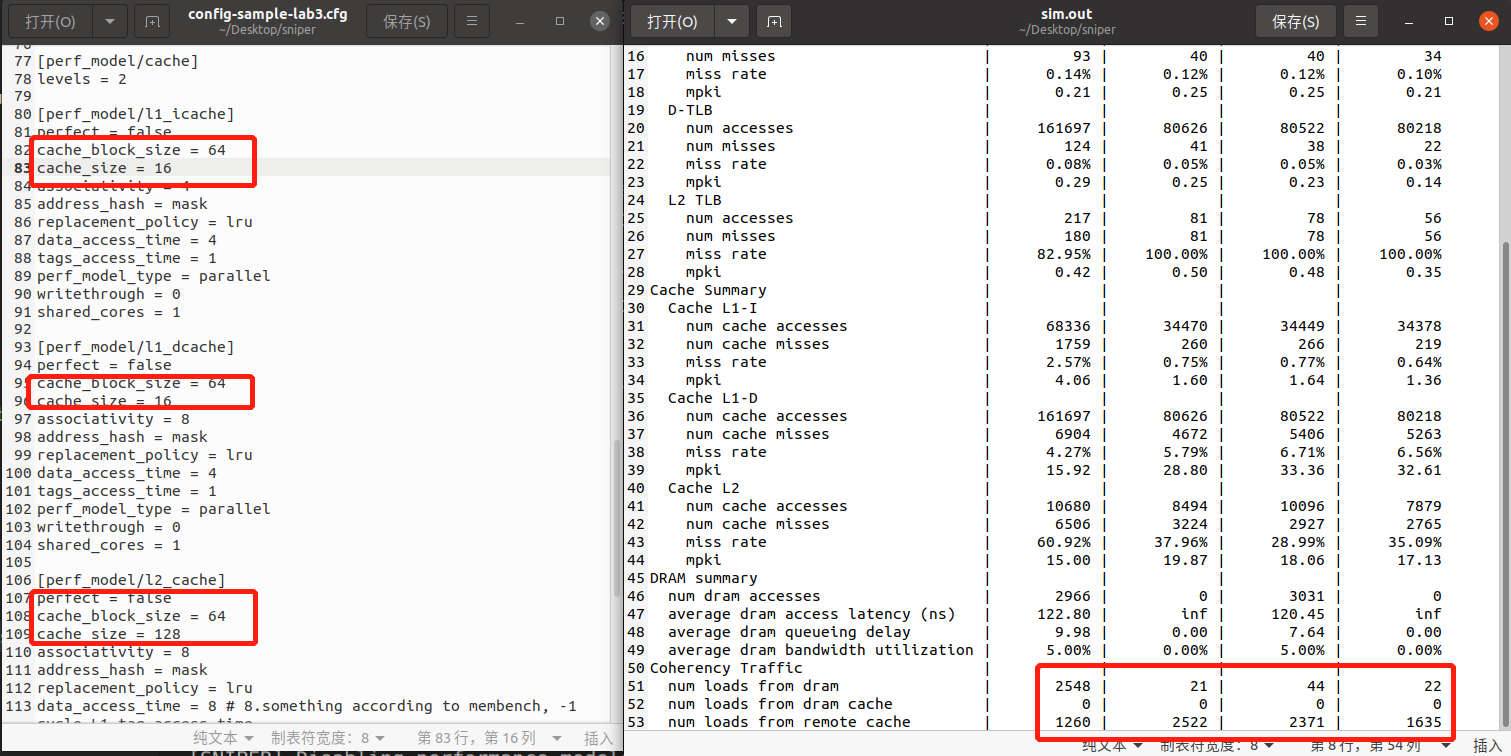 打开(O)
config-sample-lab3.cfg
~/Desktop/sniper
保存(S)
77 [perf_model/cache]
78 levels = 2
79
80 [perf_model/l1_icache]
81 perfect = false
82 cache_block_size = 64
83 cache_size = 16
84 associativity = 4
85 address_hash = mask
86 replacement_policy = lru
87 data_access_time = 4
88 tags_access_time = 1
89 perf_model_type = parallel
90 writethrough = 0
91 shared_cores = 1
92
93 [perf_model/l1_dcache]
94 perfect = false
95 cache_block_size = 64
96 cache_size = 16
97 associativity = 8
98 address_hash = mask
99 replacement_policy = lru
100 data_access_time = 4
101 tags_access_time = 1
102 perf_model_type = parallel
103 writethrough = 0
104 shared_cores = 1
105
106 [perf_model/l2_cache]
107 perfect = false
108 cache_block_size = 64
109 cache_size = 128
110 associativity = 8
111 address_hash = mask
112 replacement_policy = lru
113 data_access_time = 8 # 8.something according to membench, -1
cycle L1 tag access time
纯文本 制表符宽度：8 第 83 行，第 16 列 插入
打开(O)
sim.out
~/Desktop/sniper
保存(S)
16 num misses | 93 | 40 | 40 | 34
17 miss rate | 0.14% | 0.12% | 0.12% | 0.10%
18 mpki | 0.21 | 0.25 | 0.25 | 0.21
19 D-TLB | | | |
20 num accesses | 161697 | 80626 | 80522 | 80218
21 num misses | 124 | 41 | 38 | 22
22 miss rate | 0.08% | 0.05% | 0.05% | 0.03%
23 mpki | 0.29 | 0.25 | 0.23 | 0.14
24 L2 TLB | | | |
25 num accesses | 217 | 81 | 78 | 56
26 num misses | 180 | 81 | 78 | 56
27 miss rate | 82.95% | 100.00% | 100.00% | 100.00%
28 mpki | 0.42 | 0.50 | 0.48 | 0.35
29 Cache Summary | | | |
30 Cache L1-I | | | |
31 num cache accesses | 68336 | 34470 | 34449 | 34378
32 num cache misses | 1759 | 260 | 266 | 219
33 miss rate | 2.57% | 0.75% | 0.77% | 0.64%
34 mpki | 4.06 | 1.60 | 1.64 | 1.36
35 Cache L1-D | | | |
36 num cache accesses | 161697 | 80626 | 80522 | 80218
37 num cache misses | 6904 | 4672 | 5406 | 5263
38 miss rate | 4.27% | 5.79% | 6.71% | 6.56%
39 mpki | 15.92 | 28.80 | 33.36 | 32.61
40 Cache L2 | | | |
41 num cache accesses | 10680 | 8494 | 10096 | 7879
42 num cache misses | 6506 | 3224 | 2927 | 2765
43 miss rate | 60.92% | 37.96% | 28.99% | 35.09%
44 mpki | 15.00 | 19.87 | 18.06 | 17.13
45 DRAM summary | | | |
46 num dram accesses | 2966 | 0 | 3031 | 0
47 average dram access latency (ns) | 122.80 | inf | 120.45 | inf
48 average dram queueing delay | 9.98 | 0.00 | 7.64 | 0.00
49 average dram bandwidth utilization | 5.00% | 0.00% | 5.00% | 0.00%
50 Coherency Traffic | | | |
51 num loads from dram | 2548 | 21 | 44 | 22
52 num loads from dram cache | 0 | 0 | 0 | 0
53 num loads from remote cache | 1260 | 2522 | 2371 | 1635
纯文本 制表符宽度：8 第 8 行，第 54 列 插入